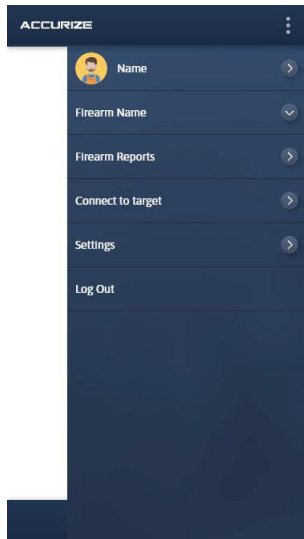 ACCURIZE
Name
Firearm Name
Firearm Reports
Connect to target
Settings
Log Out